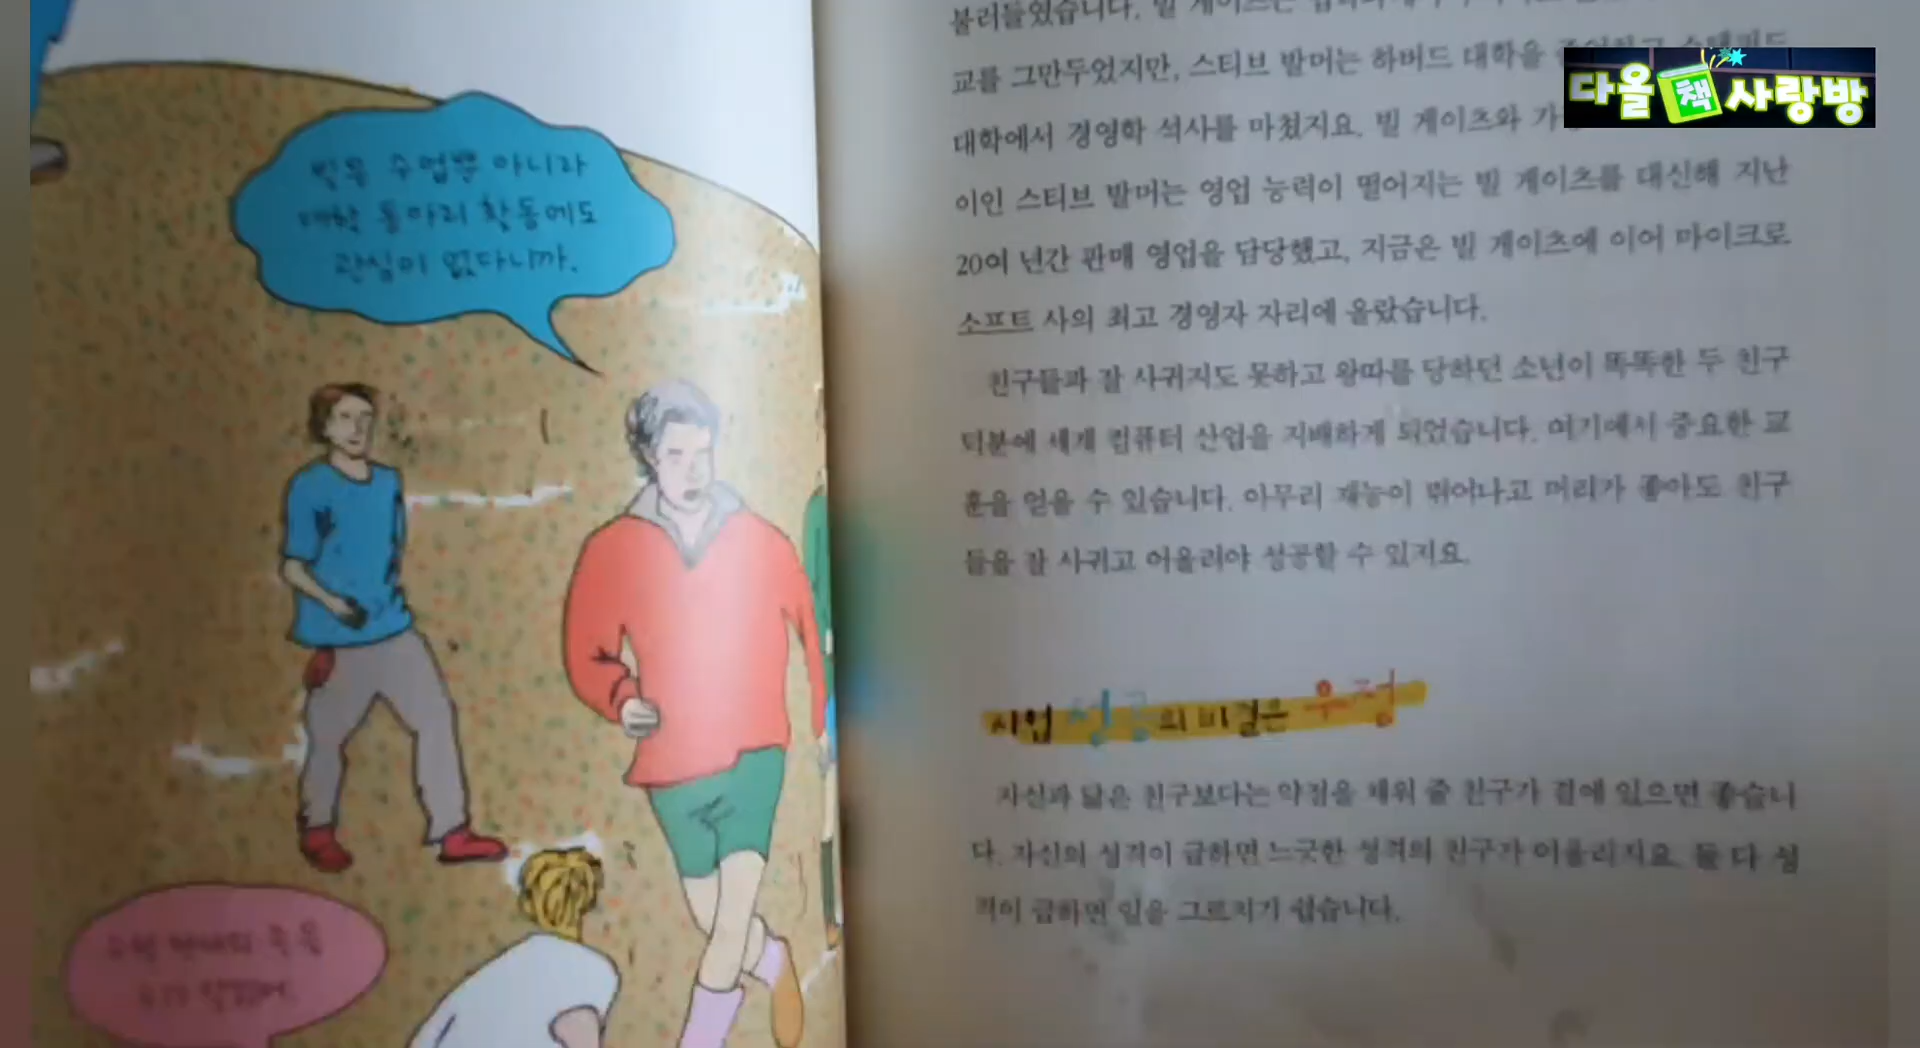 수업뿐 아니라
대학 동아리 활동에도
관심이 없다니까.
불러들였습니다. 빌 게이츠는
교를 그만두었지만, 스티브 발머는 하버드 대학을
대학에서 경영학 석사를 마쳤지요. 빌 게이츠와
이인 스티브 발머는 영업 능력이 떨어지는 빌 게이츠를 대신해 지난
20여 년간 판매 영업을 담당했고, 지금은 빌 게이츠에 이어 마이크로
소프트 사의 최고 경영자 자리에 올랐습니다.
친구들과 잘 사귀지도 못하고 왕따를 당하던 소년이 똑똑한 두 친구
덕분에 세계 컴퓨터 산업을 지배하게 되었습니다. 여기에서 중요한 교
훈을 얻을 수 있습니다. 아무리 재능이 뛰어나고 머리가 좋아도 친구
들을 잘 사귀고 어울려야 성공할 수 있지요.
사업 성공의 비결은 우정
자신과 닮은 친구보다는 약점을 채워 줄 친구가 곁에 있으면 좋습니
다. 자신의 성격이 급하면 느긋한 성격의 친구가 어울리지요. 둘 다 성
격이 급하면 일을 그르치기 쉽습니다.
다올 책 사랑방